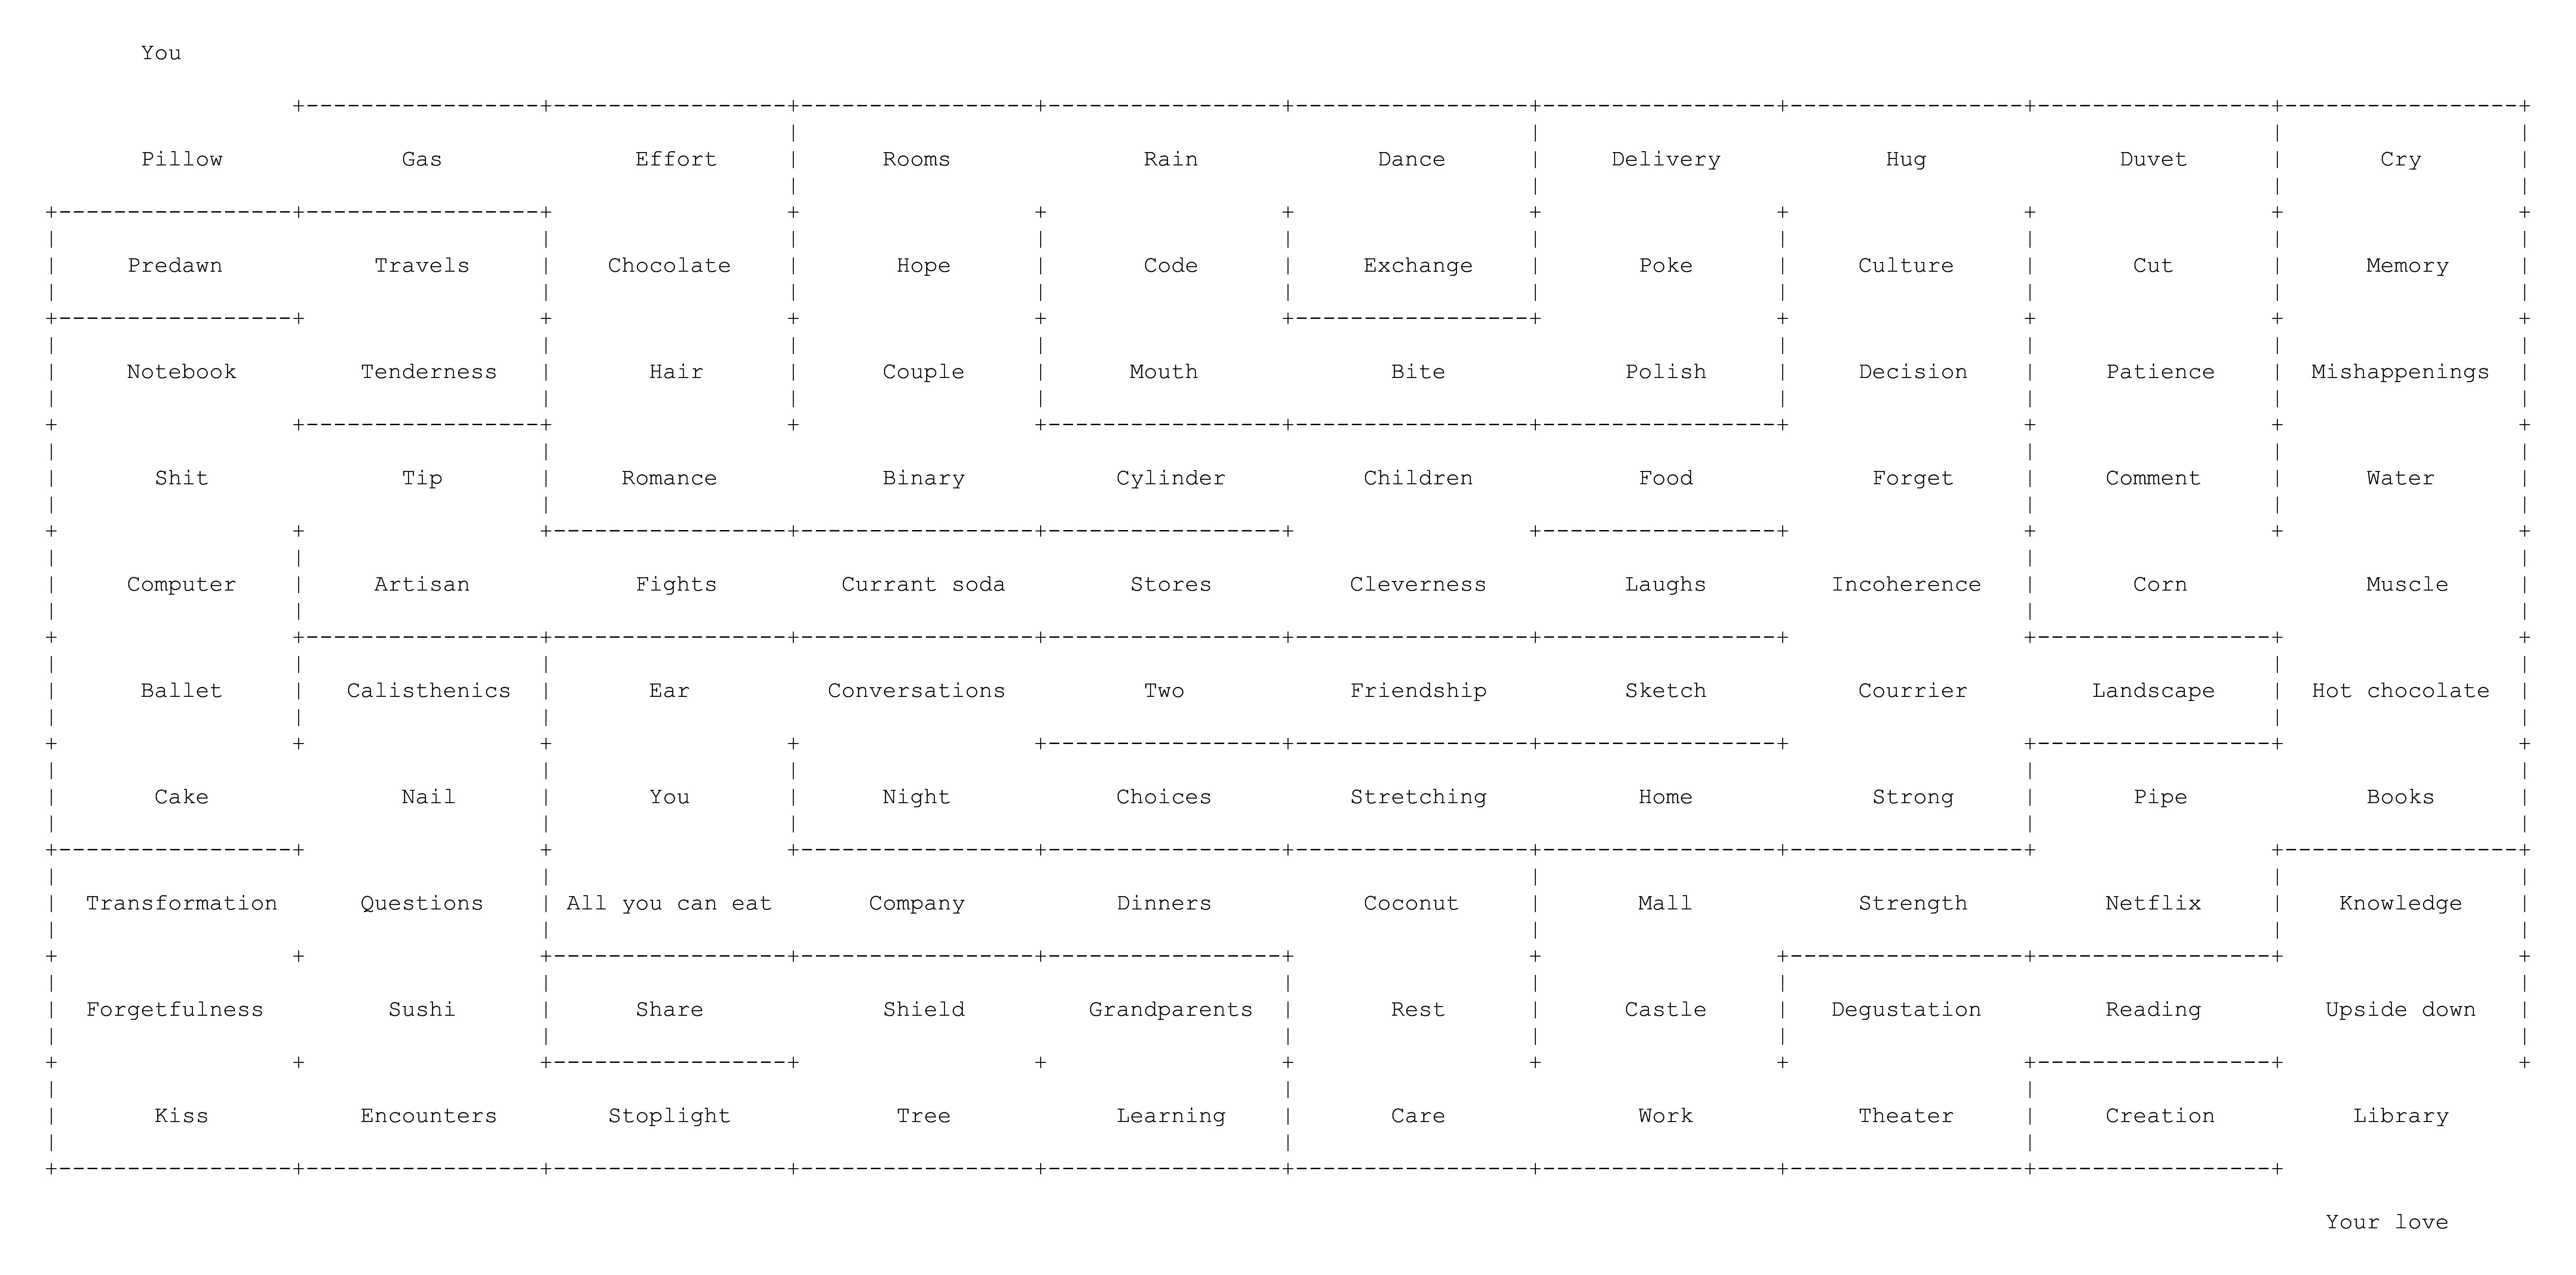 You
Pillow Gas Effort Rooms Rain Dance Delivery Hug Duvet Cry
Predawn Travels Chocolate Hope Code Exchange Poke Culture Cut Memory
Notebook Tenderness Hair Couple Mouth Bite Polish Decision Patience Mishappenings
Shit Tip Romance Binary Cylinder Children Food Forget Comment Water
Computer Artisan Fights Currant soda Stores Cleverness Laughs Incoherence Corn Muscle
Ballet Calisthenics Ear Conversations Two Friendship Sketch Courrier Landscape Hot chocolate
Cake Nail You Night Choices Stretching Home Strong Pipe Books
Transformation Questions All you can eat Company Dinners Coconut Mall Strength Netflix Knowledge
Forgetfulness Sushi Share Shield Grandparents Rest Castle Degustation Reading Upside down
Kiss Encounters Stoplight Tree Learning Care Work Theater Creation Library
Your love